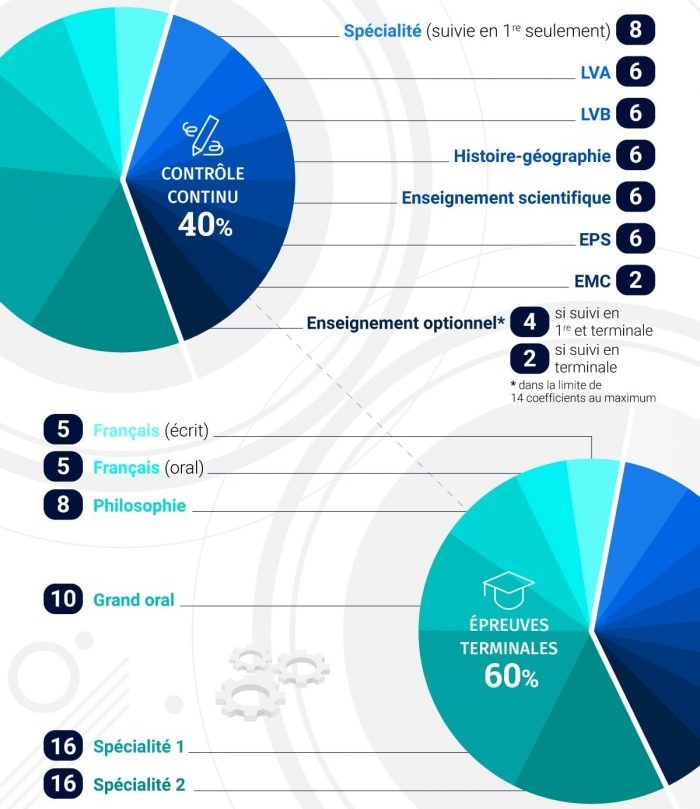 Spécialité (suivie en 1re seulement) 8
LVA 6
LVB 6
Histoire-géographie 6
Enseignement scientifique 6
EPS 6
EMC 2
CONTRÔLE
CONTINU
40%
Enseignement optionnel* 4 si suivi en
1re et terminale
2 si suivi en
terminale
* dans la limite de
14 coefficients au maximum
5 Français (écrit)
5 Français (oral)
8 Philosophie
10 Grand oral
ÉPREUVES
TERMINALES
60%
16 Spécialité 1
16 Spécialité 2